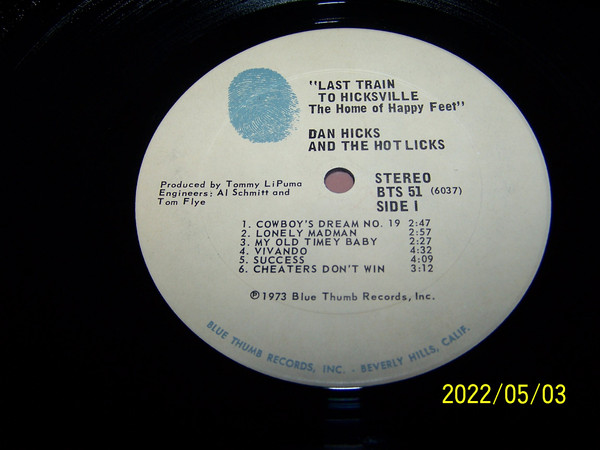 "LAST TRAIN
TO HICKSVILLE
The Home of Happy Feet"
DAN HICKS
AND THE HOT LICKS
STEREO
BTS 51 (6037)
SIDE I
Produced by Tommy LiPuma
Engineers: Al Schmitt and
Tom Flye
1. COWBOY'S DREAM NO. 19 2:47
2. LONELY MADMAN 2:57
3. MY OLD TIMEY BABY 2:27
4. VIVANDO 4:32
5. SUCCESS 4:09
6. CHEATERS DON'T WIN 3:12
℗ 1973 Blue Thumb Records, Inc.
BLUE THUMB RECORDS, INC. - BEVERLY HILLS, CALIF.
2022/05/03